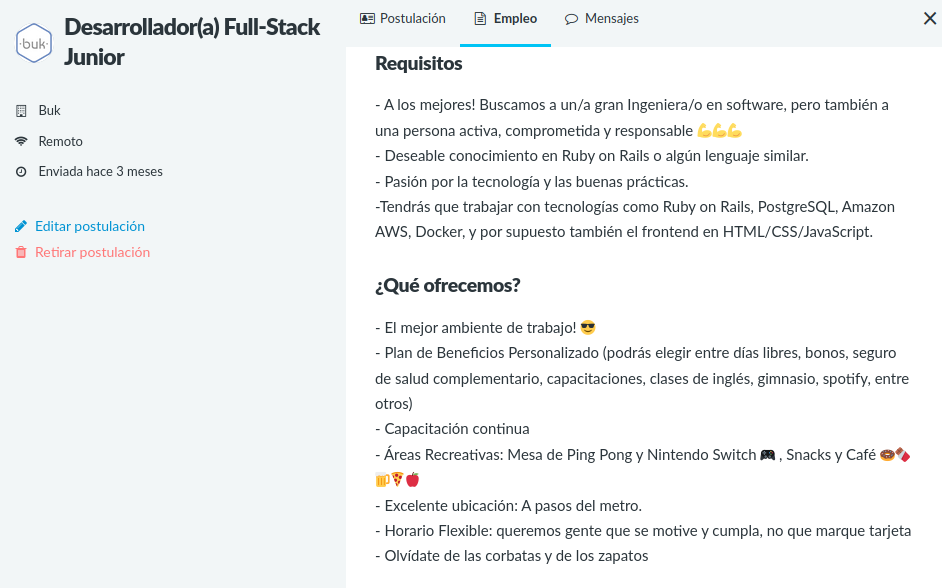 Desarrollador(a) Full-Stack
Junior
buk
Buk
Remoto
Enviada hace 3 meses
Editar postulación
Retirar postulación
Postulación Empleo Mensajes
Requisitos
- A los mejores! Buscamos a un/a gran Ingeniera/o en software, pero también a
una persona activa, comprometida y responsable 💪💪💪
- Deseable conocimiento en Ruby on Rails o algún lenguaje similar.
- Pasión por la tecnología y las buenas prácticas.
-Tendrás que trabajar con tecnologías como Ruby on Rails, PostgreSQL, Amazon
AWS, Docker, y por supuesto también el frontend en HTML/CSS/JavaScript.
¿Qué ofrecemos?
- El mejor ambiente de trabajo! 😎
- Plan de Beneficios Personalizado (podrás elegir entre días libres, bonos, seguro
de salud complementario, capacitaciones, clases de inglés, gimnasio, spotify, entre
otros)
- Capacitación continua
- Áreas Recreativas: Mesa de Ping Pong y Nintendo Switch 🎮 , Snacks y Café 🍩🍫
🍺🍕🍎
- Excelente ubicación: A pasos del metro.
- Horario Flexible: queremos gente que se motive y cumpla, no que marque tarjeta
- Olvídate de las corbatas y de los zapatos